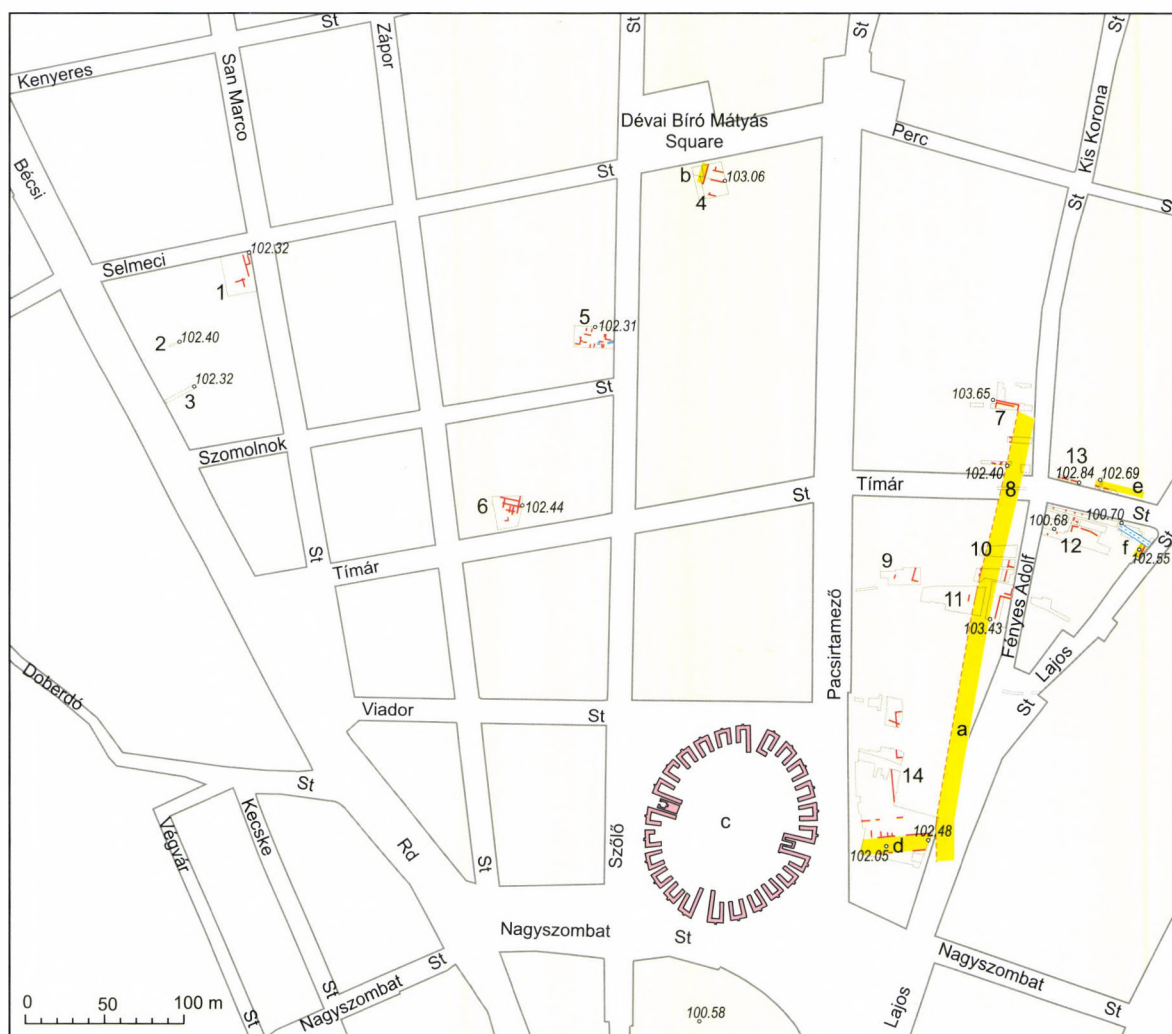 St
St
St
St
Kenyeres
San Marco
Zápor
Bécsi
Dévai Bíró Mátyás
Square
Perc
Kis Korona
St
St
S
b
103.06
4
102.32
Selmeci
1
2
102.40
102.32
3
5
102.31
St
Szomolnok
103.65
7
102.40
8
13
102.84
102.69
e
Tímár
St
St
6
102.44
100.68
100.70
12
f
102.55
St
St
Tímár
9
10
11
103.43
Fényes Adolf
Pacsirtamező
Lajos
St
Doberdó
Viador
St
a
14
c
d
102.48
102.05
St
Végvár
Kecske
Rd
St
Szőlő
Nagyszombat
St
Nagyszombat
St
0
50
100 m
St
St
Nagyszombat
St
100.58
Lajos